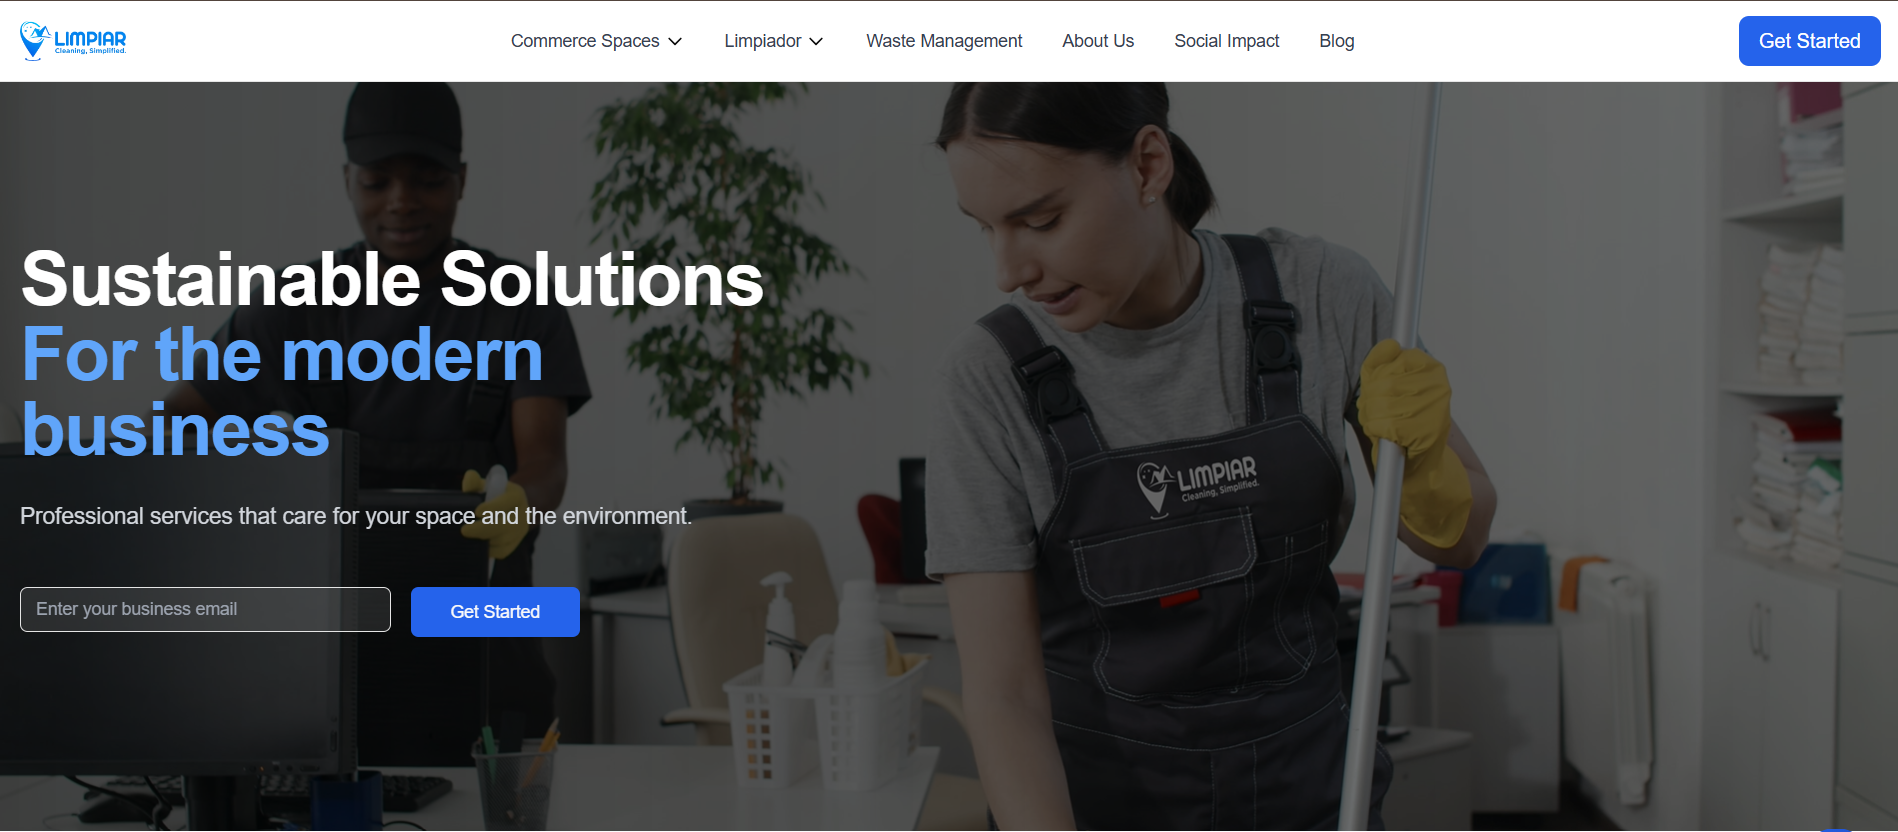 LIMPIAR
Cleaning, Simplified.
Commerce Spaces
Limpiador
Waste Management
About Us
Social Impact
Blog
Get Started
Sustainable Solutions
For the modern
business
Professional services that care for your space and the environment.
Enter your business email
Get Started
LIMPIAR
Cleaning, Simplified.